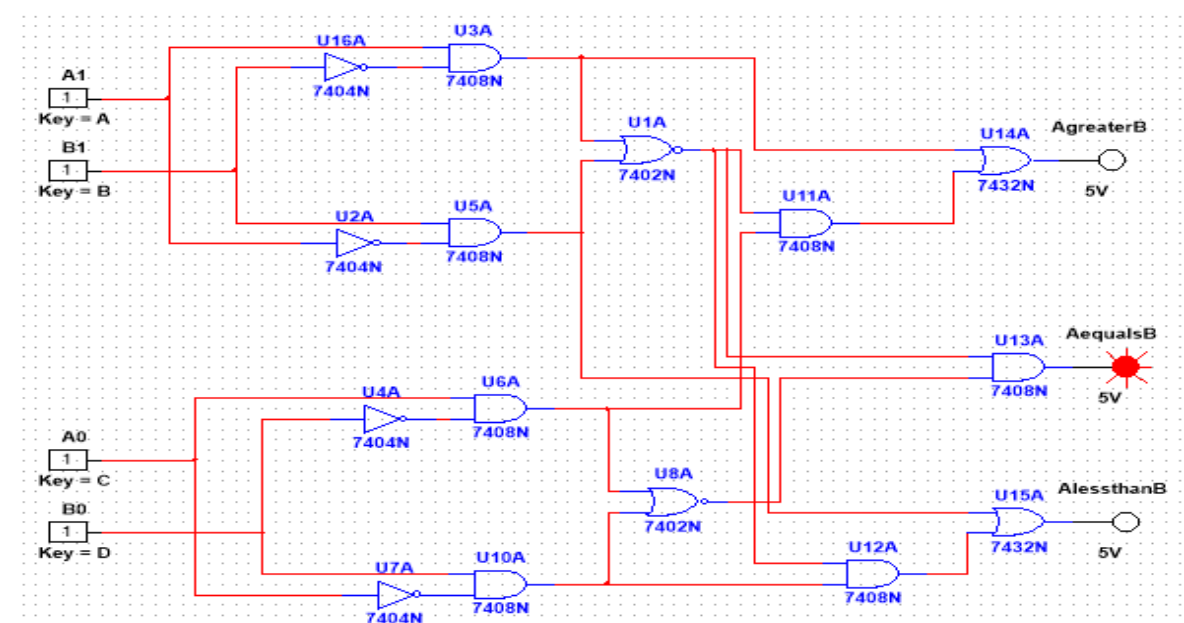 U3A
U16A
7408N
7404N
A1
1
Key = A
B1
1
Key = B
U1A
7402N
U14A
AgreaterB
7432N
5V
U2A
U5A
7404N
7408N
U11A
7408N
AequalsB
U13A
7408N
5V
U4A
U6A
7404N
7408N
A0
1
Key = C
B0
1
Key = D
U8A
7402N
U15A
AlessthanB
7432N
5V
U7A
U10A
7404N
7408N
U12A
7408N